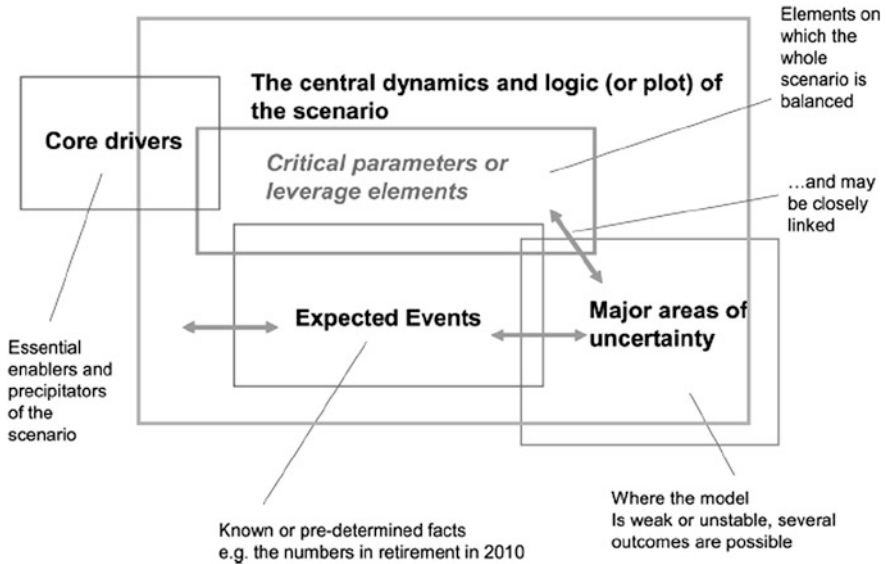 Elements on
which the
whole
scenario is
balanced
The central dynamics and logic (or plot) of
the scenario
Core drivers
Critical parameters or
leverage elements
...and may
be closely
linked
Expected Events
Major areas of
uncertainty
Essential
enablers and
precipitators
of the
scenario
Known or pre-determined facts
e.g. the numbers in retirement in 2010
Where the model
Is weak or unstable, several
outcomes are possible